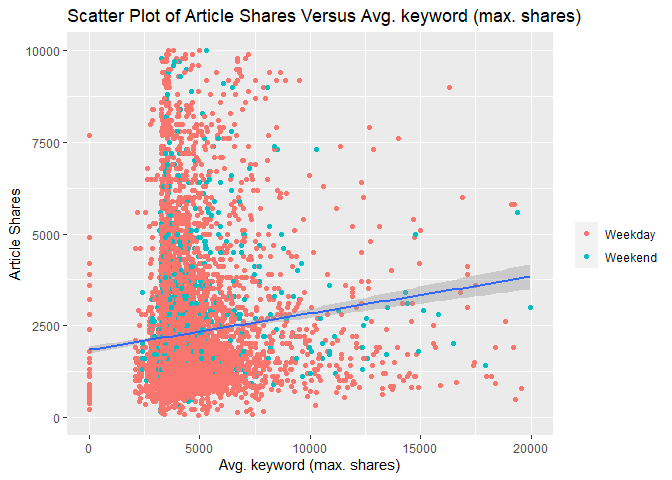 Scatter Plot of Article Shares Versus Avg. keyword (max. shares)
10000
7500
5000
2500
0
Article Shares
0 5000 10000 15000 20000
Avg. keyword (max. shares)
Weekday
Weekend